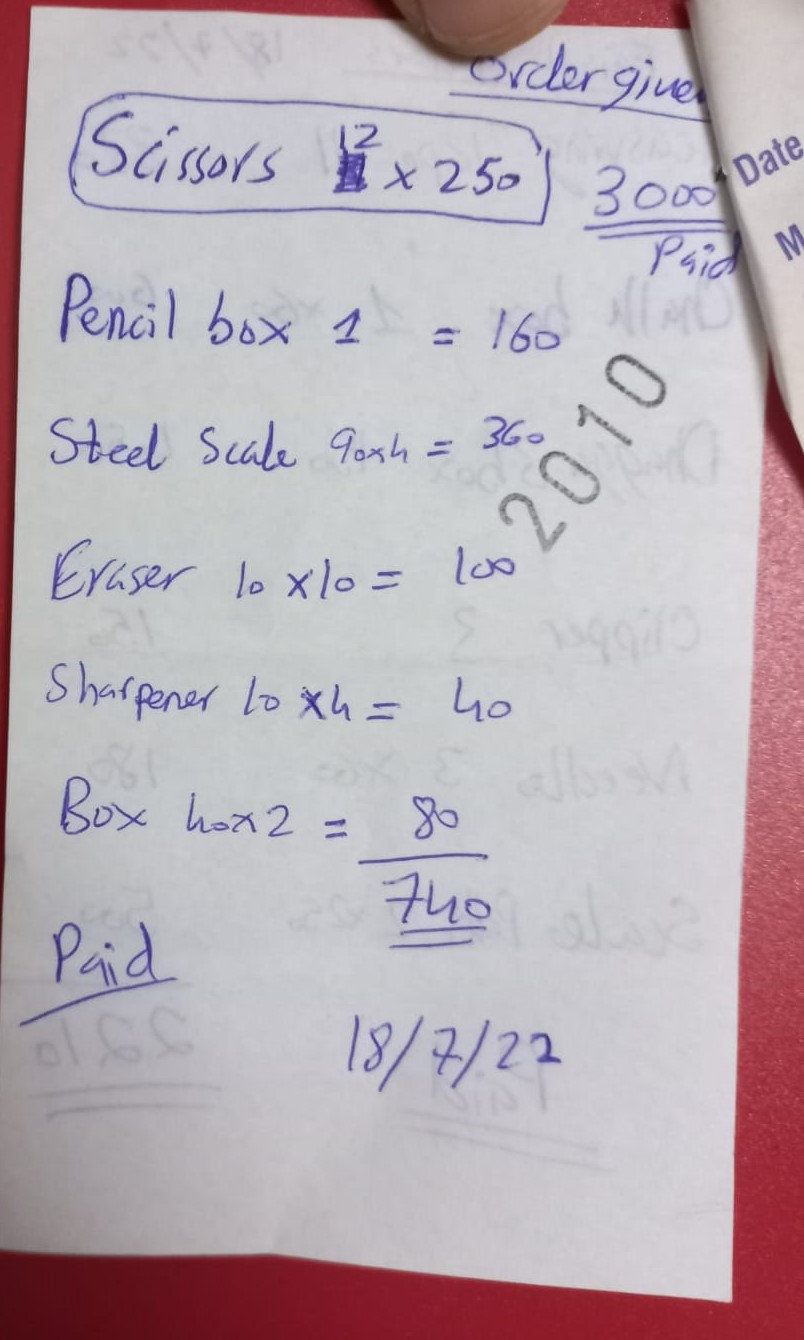 Order given
Scissors 12 x 250 3000
Paid
Pencil box 1 = 160
Steel Scale 90x4 = 360
2010
Eraser 10 x 10 = 100
Sharpener 10 x 4 = 40
Box 40x2 = 80
740
Paid
18/7/22
Date
M